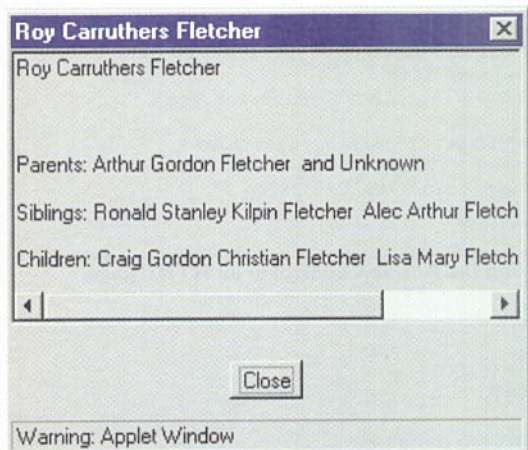 Roy Carruthers Fletcher
Roy Carruthers Fletcher
Parents: Arthur Gordon Fletcher and Unknown
Siblings: Ronald Stanley Kilpin Fletcher Alec Arthur Fletch
Children: Craig Gordon Christian Fletcher Lisa Mary Fletch
Close
Warning: Applet Window